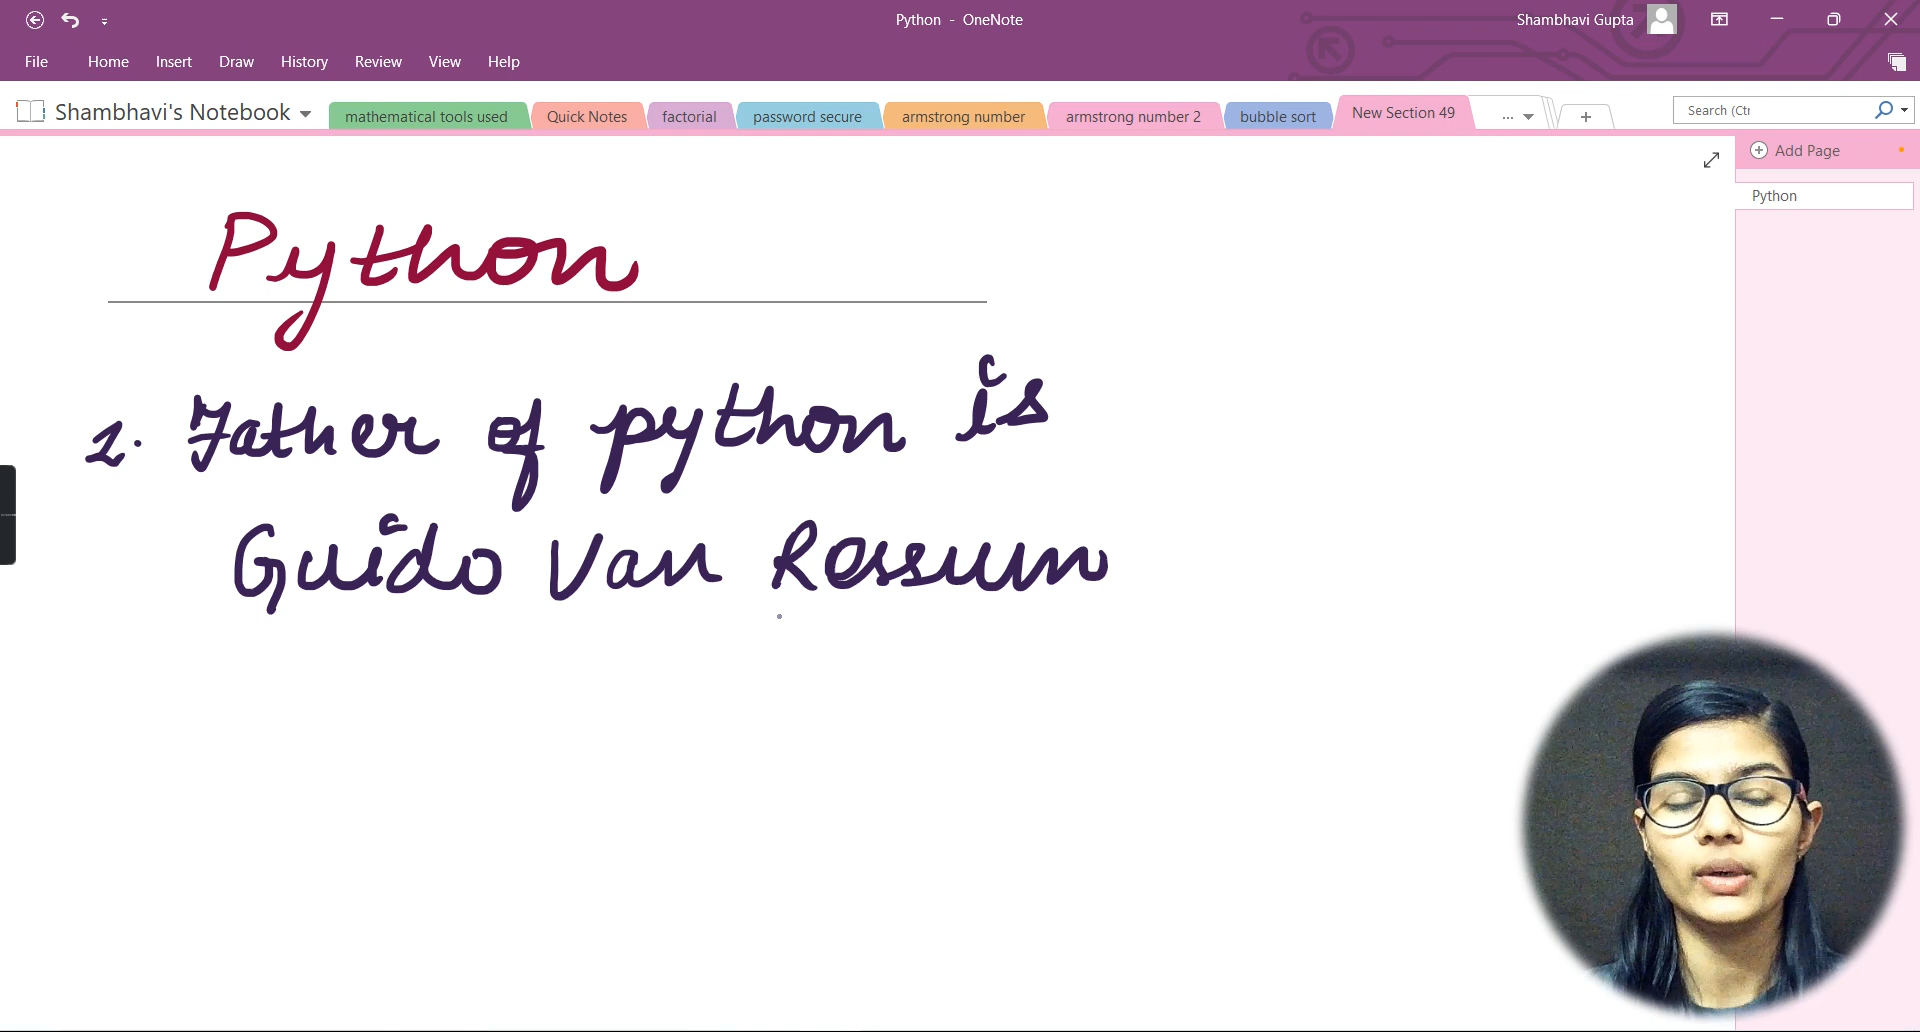 Python - OneNote
Shambhavi Gupta
File Home Insert Draw History Review View Help
Shambhavi's Notebook
mathematical tools used
Quick Notes
factorial
password secure
armstrong number
armstrong number 2
bubble sort
New Section 49
...
+
Search (Ctr
Add Page
Python
Python
1. Father of python is
Guido Van Rossum